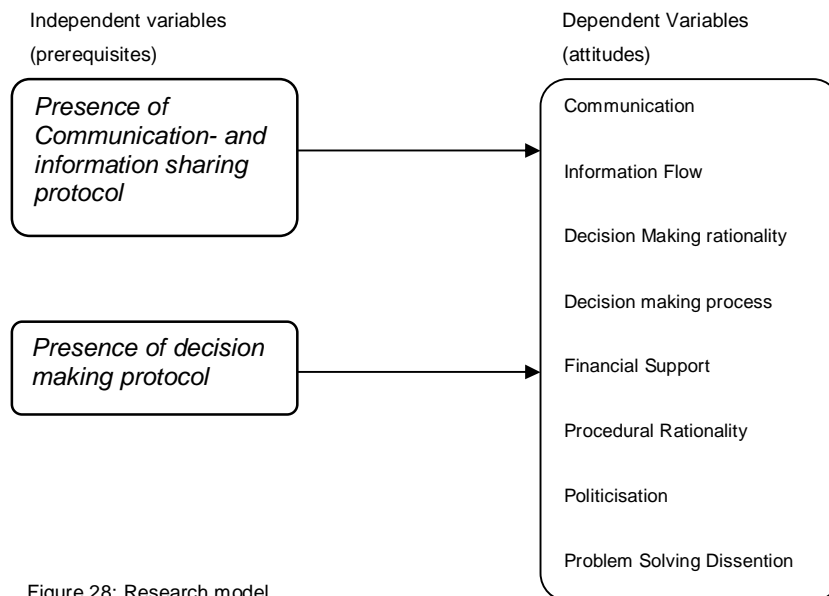 Independent variables
(prerequisites)
Presence of
Communication- and
information sharing
protocol
Presence of decision
making protocol
Dependent Variables
(attitudes)
Communication
Information Flow
Decision Making rationality
Decision making process
Financial Support
Procedural Rationality
Politicisation
Problem Solving Dissention
Figure 28: Research model